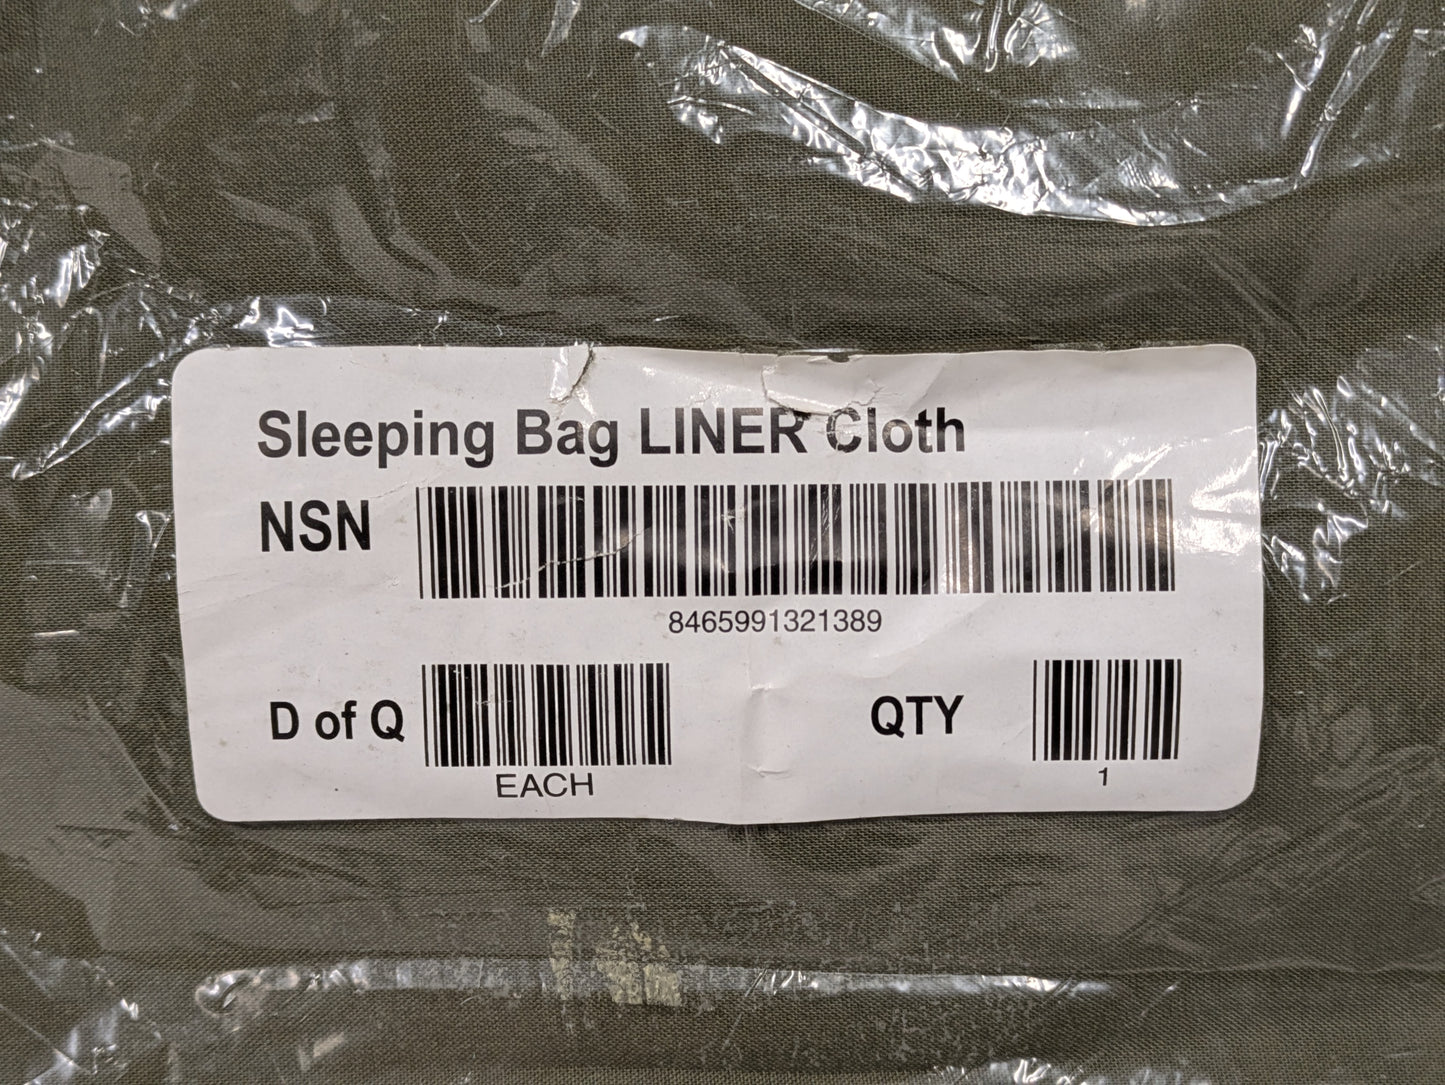 Sleeping Bag LINER Cloth
NSN
8465991321389
D of Q
EACH
QTY
1